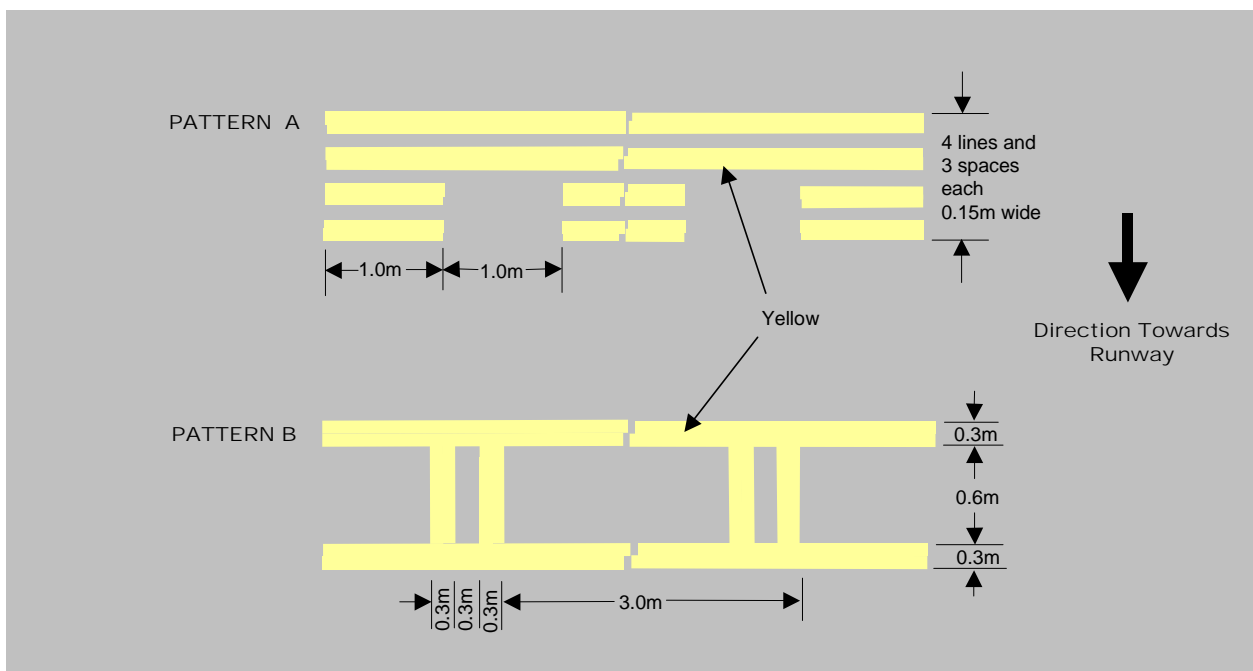 PATTERN A
4 lines and
3 spaces
each
0.15m wide
1.0m
1.0m
Yellow
Direction Towards
Runway
PATTERN B
0.3m
0.6m
0.3m
0.3m
0.3m
0.3m
3.0m